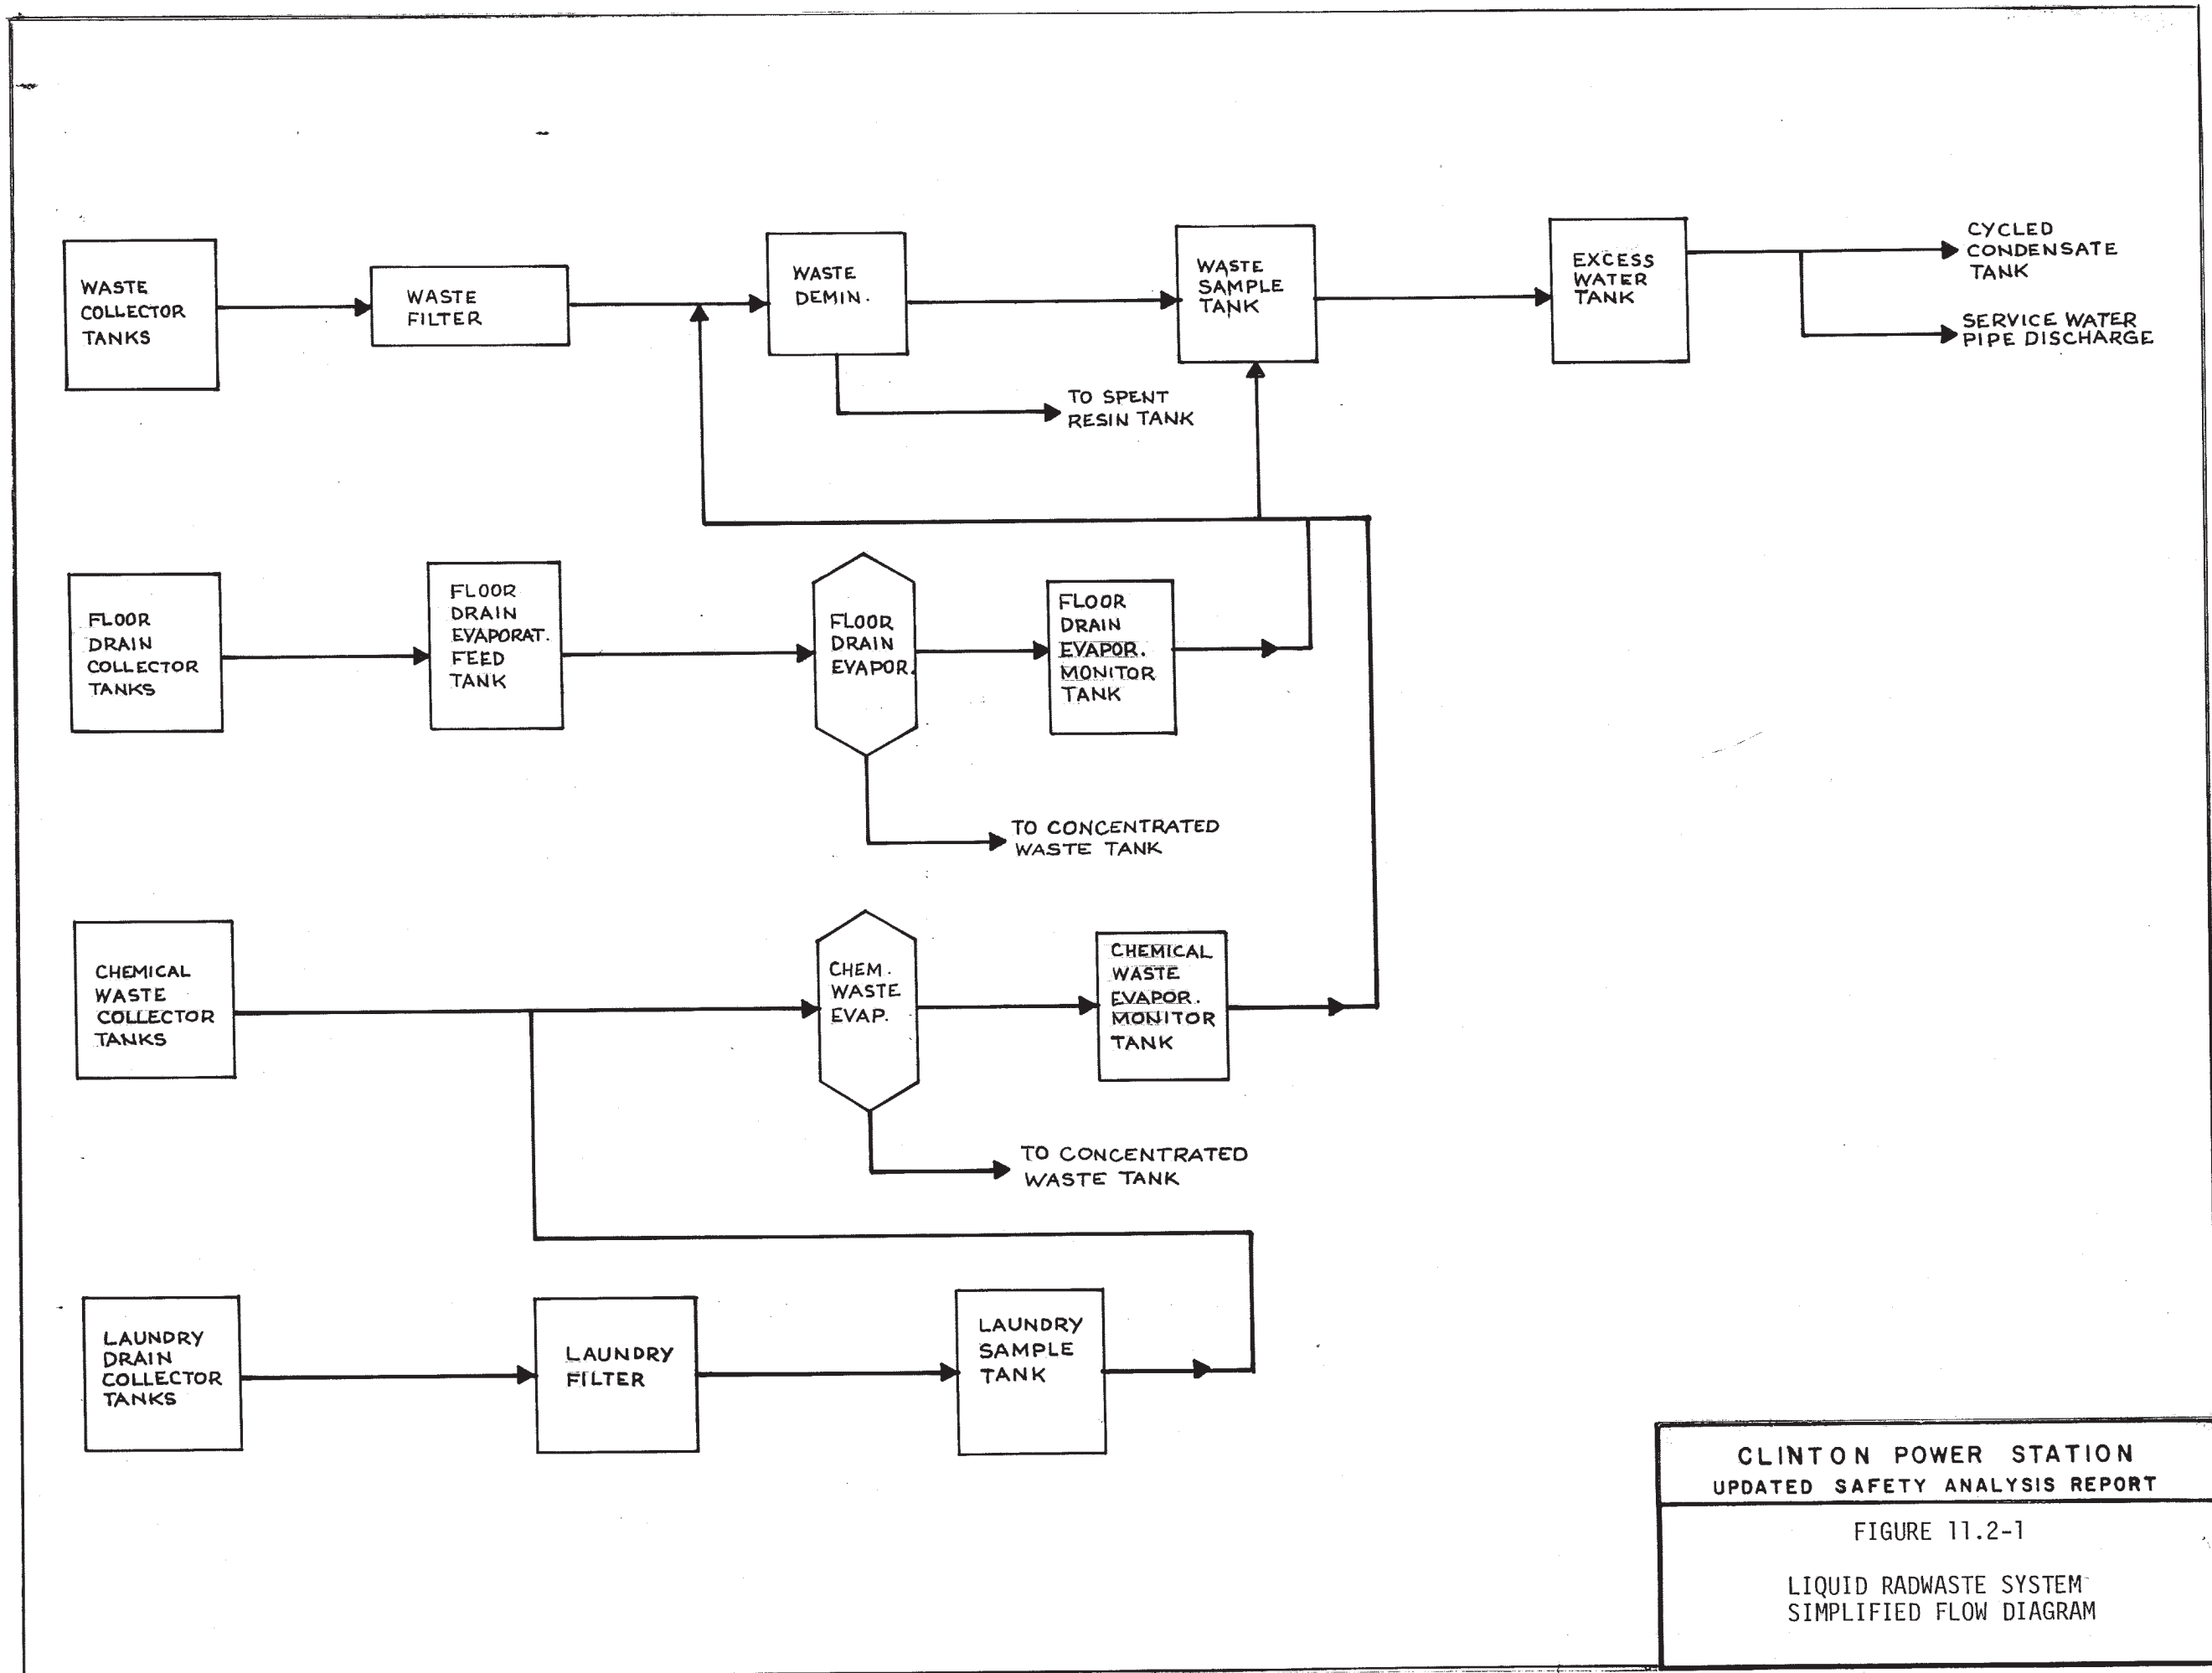 WASTE
COLLECTOR
TANKS
WASTE
FILTER
WASTE
DEMIN.
WASTE
SAMPLE
TANK
EXCESS
WATER
TANK
CYCLED
CONDENSATE
TANK
SERVICE WATER
PIPE DISCHARGE
TO SPENT
RESIN TANK
FLOOR
DRAIN
COLLECTOR
TANKS
FLOOR
DRAIN
EVAPORAT.
FEED
TANK
FLOOR
DRAIN
EVAPOR.
FLOOR
DRAIN
EVAPOR.
MONITOR
TANK
TO CONCENTRATED
WASTE TANK
CHEMICAL
WASTE
COLLECTOR
TANKS
CHEM.
WASTE
EVAP.
CHEMICAL
WASTE
EVAPOR.
MONITOR
TANK
TO CONCENTRATED
WASTE TANK
LAUNDRY
DRAIN
COLLECTOR
TANKS
LAUNDRY
FILTER
LAUNDRY
SAMPLE
TANK
CLINTON POWER STATION
UPDATED SAFETY ANALYSIS REPORT
FIGURE 11.2-1
LIQUID RADWASTE SYSTEM
SIMPLIFIED FLOW DIAGRAM